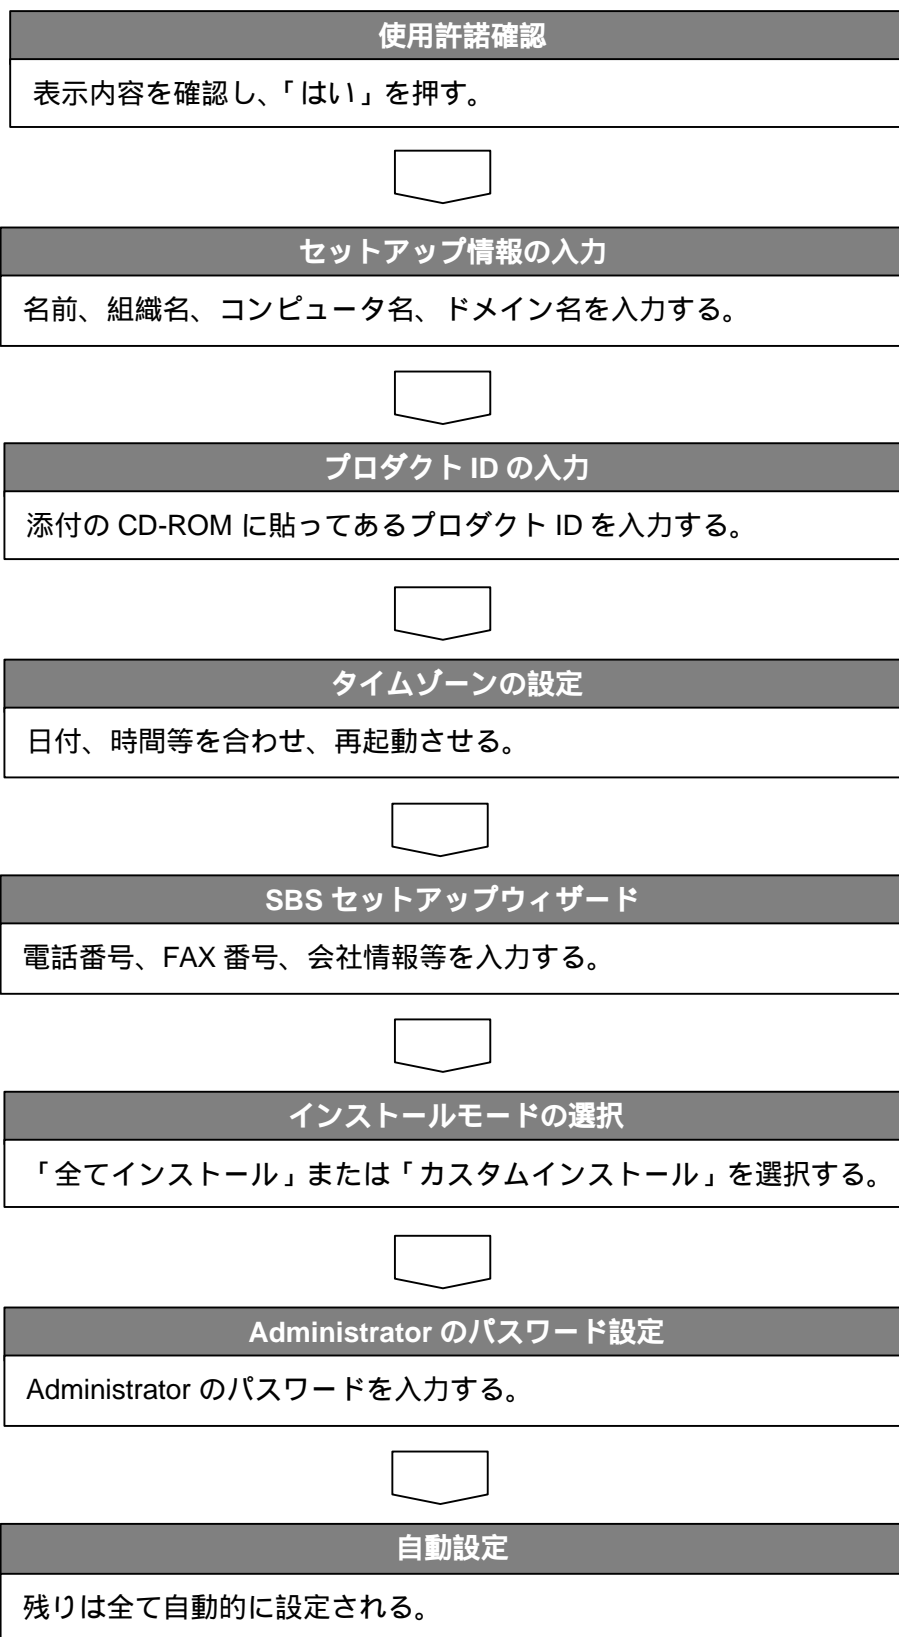 使用許諾確認
表示内容を確認し、「はい」を押す。
セットアップ情報の入力
名前、組織名、コンピュータ名、ドメイン名を入力する。
プロダクト ID の入力
添付の CD-ROM に貼ってあるプロダクト ID を入力する。
タイムゾーンの設定
日付、時間等を合わせ、再起動させる。
SBS セットアップウィザード
電話番号、FAX 番号、会社情報等を入力する。
インストールモードの選択
「全てインストール」または「カスタムインストール」を選択する。
Administrator のパスワード設定
Administrator のパスワードを入力する。
自動設定
残りは全て自動的に設定される。